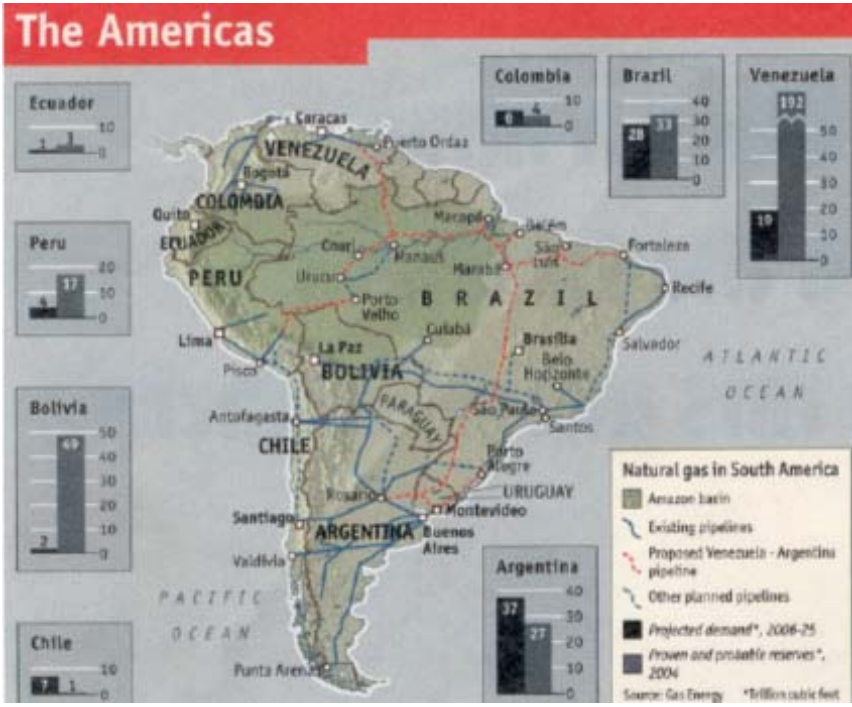 The Americas
Ecuador
10
1 3
0
Colombia
10
6 4
0
Brazil
40
28 33
30
20
10
0
Venezuela
192
50
40
30
20
19
10
0
Peru
20
4 17
10
0
Bolivia
50
49
40
30
20
10
2
0
Chile
10
7 1
0
Argentina
40
37
30
27
20
10
0
Caracas
Puerto Ordaz
VENEZUELA
Bogotá
COLOMBIA
Quito
ECUADOR
Macapá
Belém
Coari
Manaus
São
Luís
Fortaleza
Marabá
Urucu
PERU
BRAZIL
Recife
Porto
Velho
Cuiabá
Lima
Brasília
Salvador
La Paz
Belo
Horizonte
Pisco
BOLIVIA
ATLANTIC
OCEAN
PARAGUAY
São Paulo
Antofagasta
Santos
CHILE
Porto
Alegre
Rosário
URUGUAY
Santiago
Montevideo
ARGENTINA
Buenos
Aires
Valdivia
PACIFIC
OCEAN
Punta Arenas
Natural gas in South America
Amazon basin
Existing pipelines
Proposed Venezuela - Argentina
pipeline
Other planned pipelines
Projected demand*, 2006-25
Proven and probable reserves*,
2004
Source: Gas Energy *Trillion cubic feet